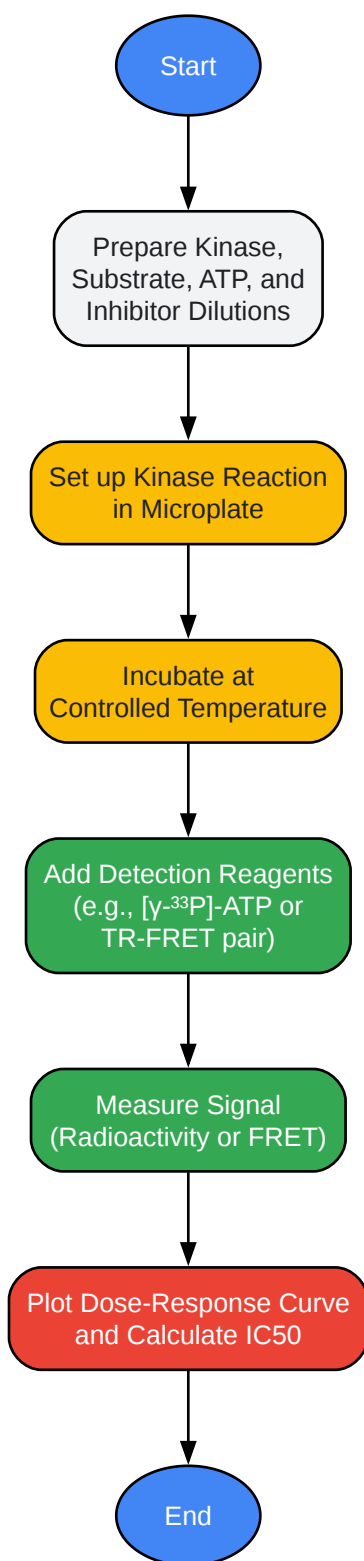 Start
Prepare Kinase,
Substrate, ATP, and
Inhibitor Dilutions
Set up Kinase Reaction
in Microplate
Incubate at
Controlled Temperature
Add Detection Reagents
(e.g., [γ-³³P]-ATP or
TR-FRET pair)
Measure Signal
(Radioactivity or FRET)
Plot Dose-Response Curve
and Calculate IC50
End